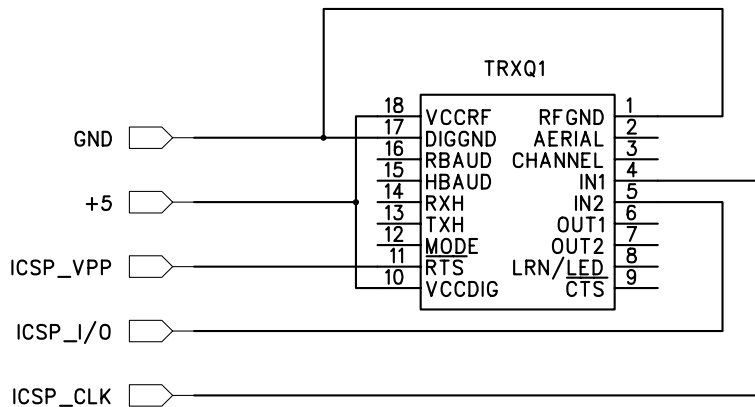 TRXQ1
18 VCCRF RFGND 1
GND 17 DIGGND AERIAL 2
16 RBAUD CHANNEL 3
15 HBAUD IN1 4
+5 14 RXH IN2 5
13 TXH OUT1 6
12 MODE OUT2 7
ICSP_VPP 11 RTS LRN/LED 8
10 VCCDIG CTS 9
ICSP_I/O
ICSP_CLK